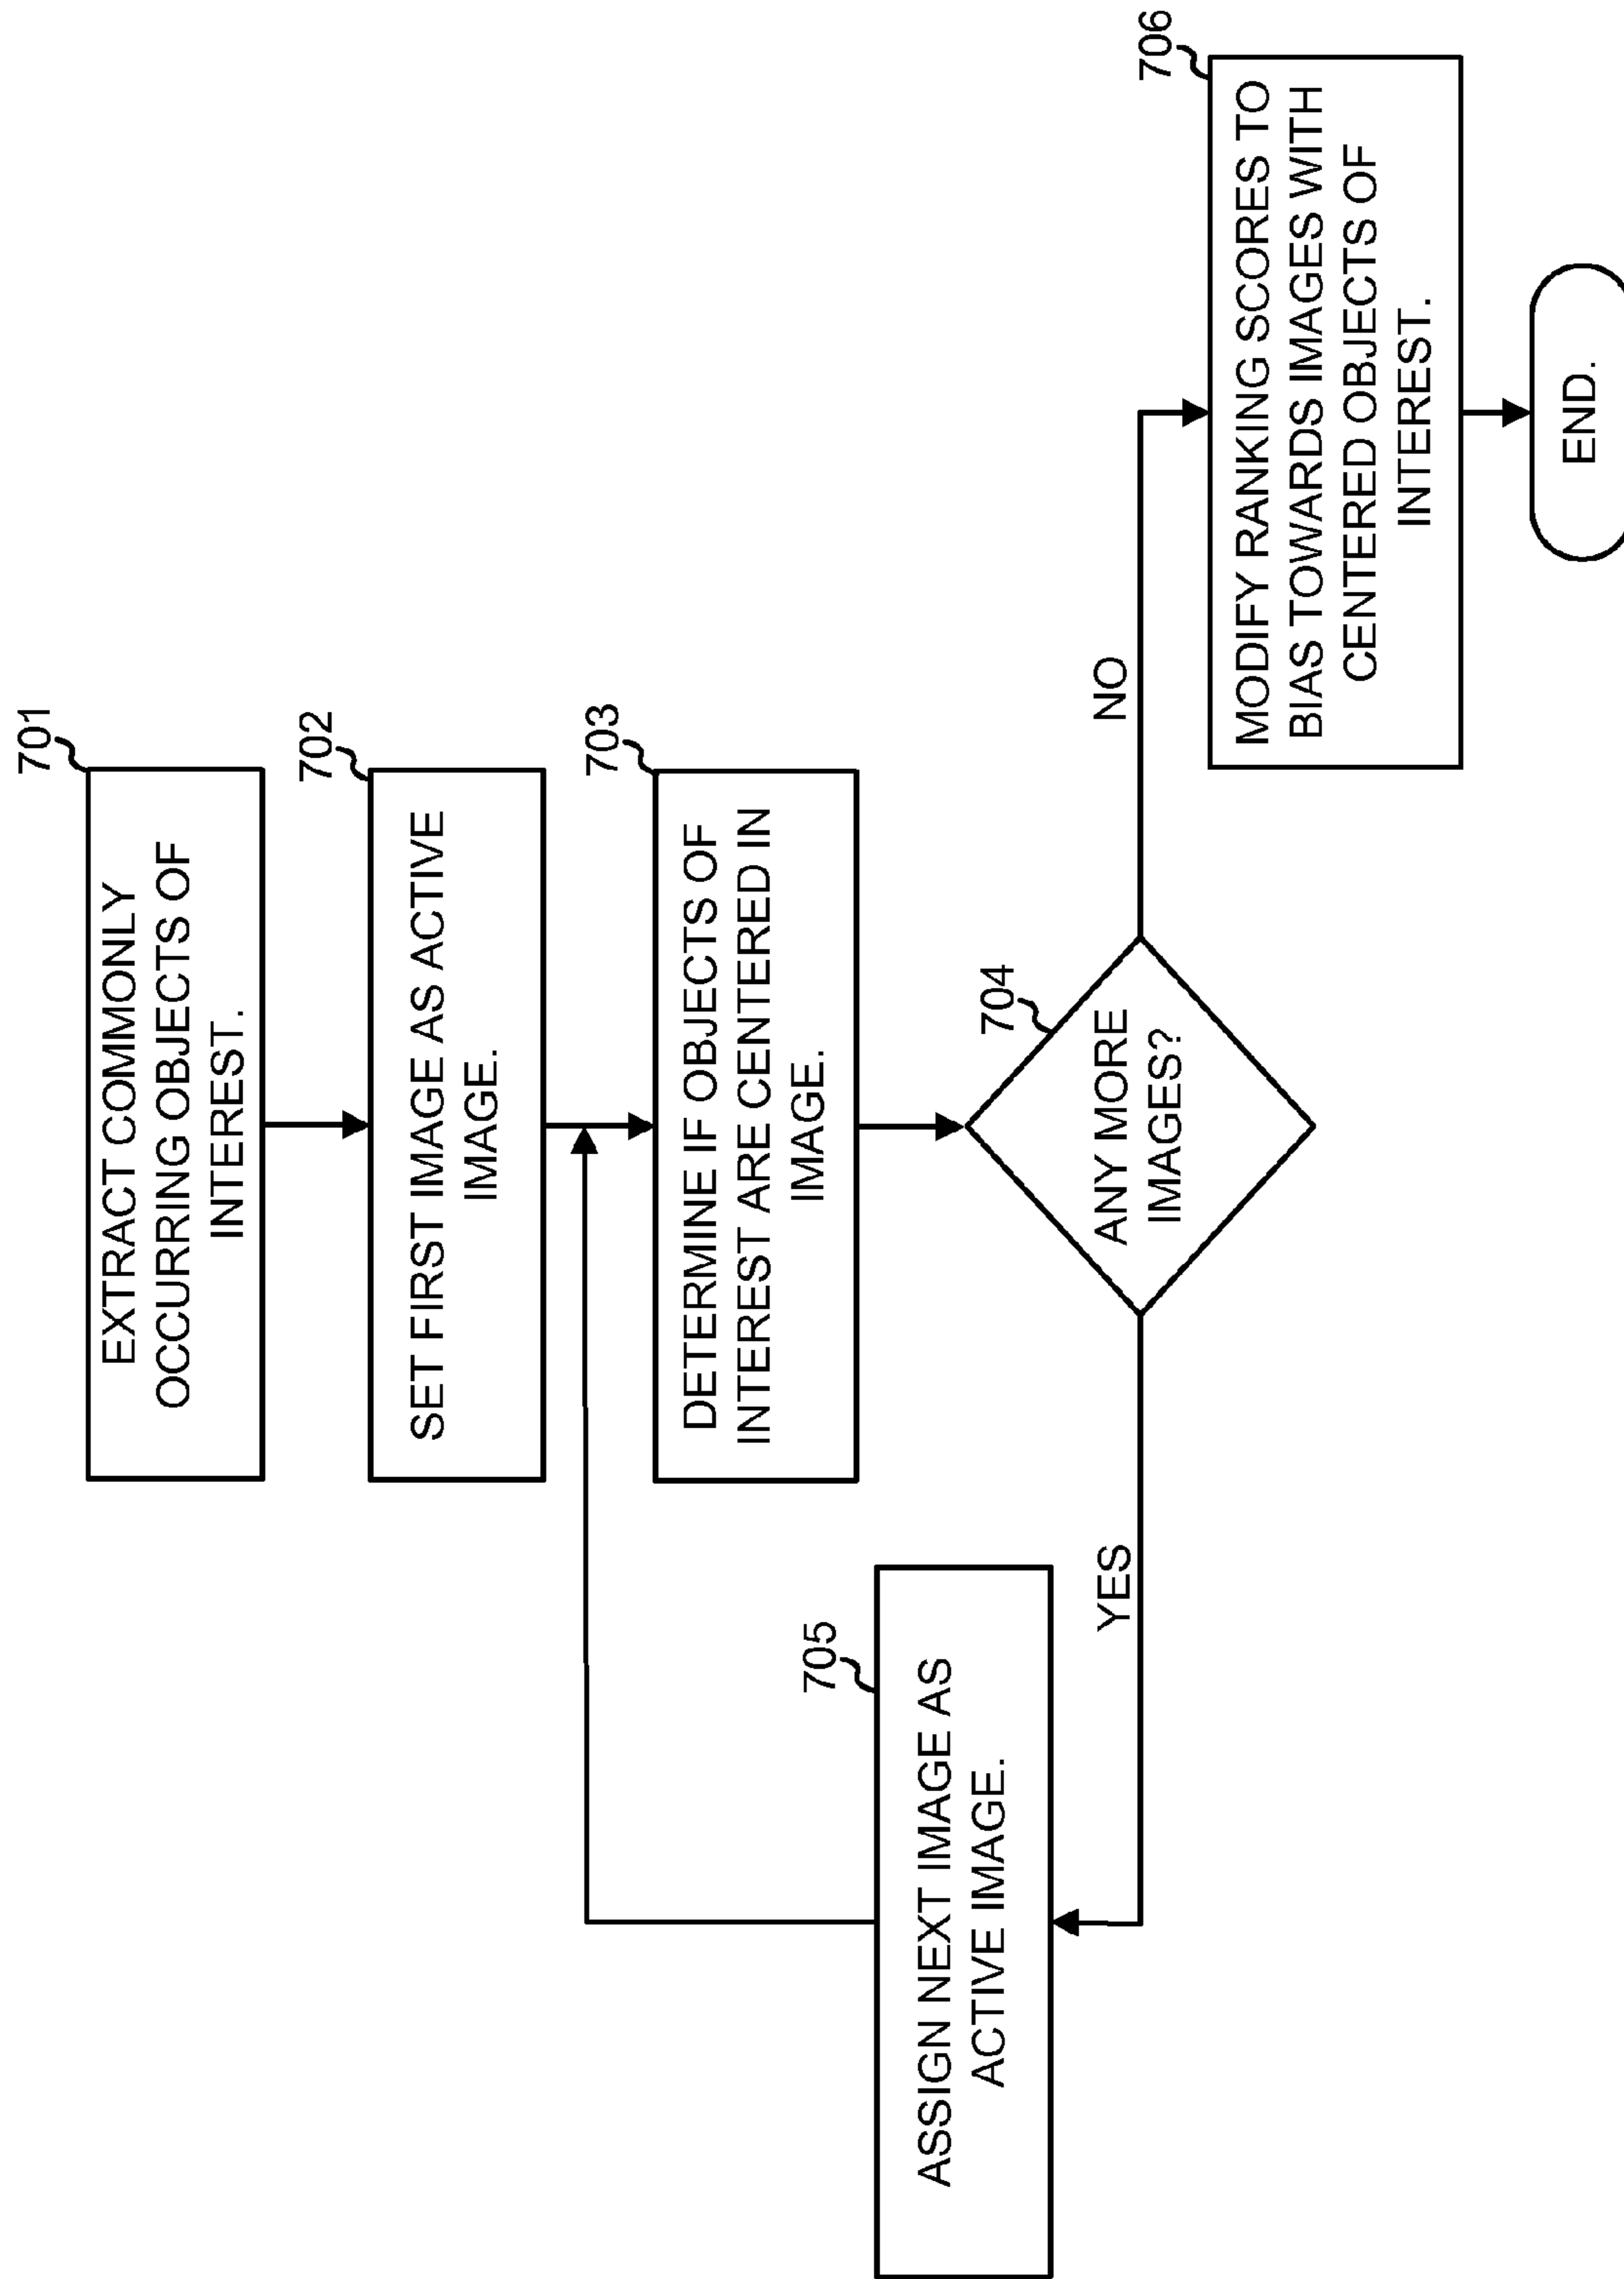 701
EXTRACT COMMONLY
OCCURRING OBJECTS OF
INTEREST.
702
SET FIRST IMAGE AS ACTIVE
IMAGE.
703
DETERMINE IF OBJECTS OF
INTEREST ARE CENTERED IN
IMAGE.
704
ANY MORE
IMAGES?
YES
NO
705
ASSIGN NEXT IMAGE AS
ACTIVE IMAGE.
706
MODIFY RANKING SCORES TO
BIAS TOWARDS IMAGES WITH
CENTERED OBJECTS OF
INTEREST.
END.